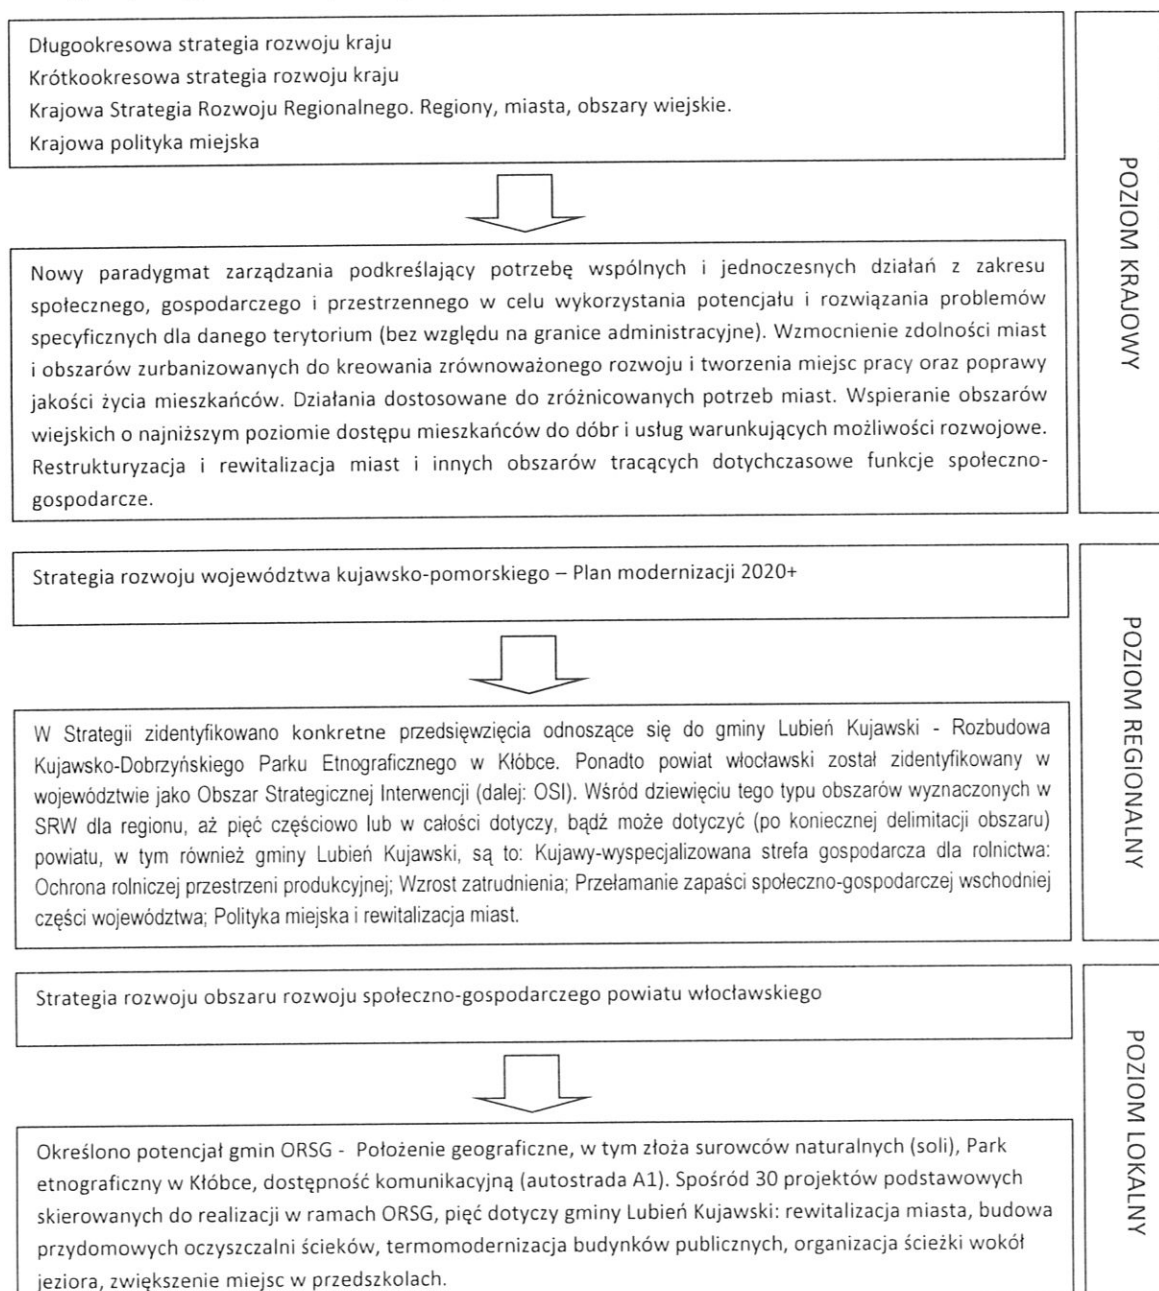 Długookresowa strategia rozwoju kraju
Krótkookresowa strategia rozwoju kraju
Krajowa Strategia Rozwoju Regionalnego. Regiony, miasta, obszary wiejskie.
Krajowa polityka miejska
Nowy paradygmat zarządzania podkreślający potrzebę wspólnych i jednoczesnych działań z zakresu
społecznego, gospodarczego i przestrzennego w celu wykorzystania potencjału i rozwiązania problemów
specyficznych dla danego terytorium (bez względu na granice administracyjne). Wzmocnienie zdolności miast
i obszarów zurbanizowanych do kreowania zrównoważonego rozwoju i tworzenia miejsc pracy oraz poprawy
jakości życia mieszkańców. Działania dostosowane do zróżnicowanych potrzeb miast. Wspieranie obszarów
wiejskich o najniższym poziomie dostępu mieszkańców do dóbr i usług warunkujących możliwości rozwojowe.
Restrukturyzacja i rewitalizacja miast i innych obszarów tracących dotychczasowe funkcje społeczno-
gospodarcze.
POZIOM KRAJOWY
Strategia rozwoju województwa kujawsko-pomorskiego – Plan modernizacji 2020+
W Strategii zidentyfikowano konkretne przedsięwzięcia odnoszące się do gminy Lubień Kujawski - Rozbudowa
Kujawsko-Dobrzyńskiego Parku Etnograficznego w Kłóbce. Ponadto powiat włocławski został zidentyfikowany w
województwie jako Obszar Strategicznej Interwencji (dalej: OSI). Wśród dziewięciu tego typu obszarów wyznaczonych w
SRW dla regionu, aż pięć częściowo lub w całości dotyczy, bądź może dotyczyć (po koniecznej delimitacji obszaru)
powiatu, w tym również gminy Lubień Kujawski, są to: Kujawy-wyspecjalizowana strefa gospodarcza dla rolnictwa:
Ochrona rolniczej przestrzeni produkcyjnej; Wzrost zatrudnienia; Przełamanie zapaści społeczno-gospodarczej wschodniej
części województwa; Polityka miejska i rewitalizacja miast.
POZIOM REGIONALNY
Strategia rozwoju obszaru rozwoju społeczno-gospodarczego powiatu włocławskiego
Określono potencjał gmin ORSG - Położenie geograficzne, w tym złoża surowców naturalnych (soli), Park
etnograficzny w Kłóbce, dostępność komunikacyjną (autostrada A1). Spośród 30 projektów podstawowych
skierowanych do realizacji w ramach ORSG, pięć dotyczy gminy Lubień Kujawski: rewitalizacja miasta, budowa
przydomowych oczyszczalni ścieków, termomodernizacja budynków publicznych, organizacja ścieżki wokół
jeziora, zwiększenie miejsc w przedszkolach.
POZIOM LOKALNY